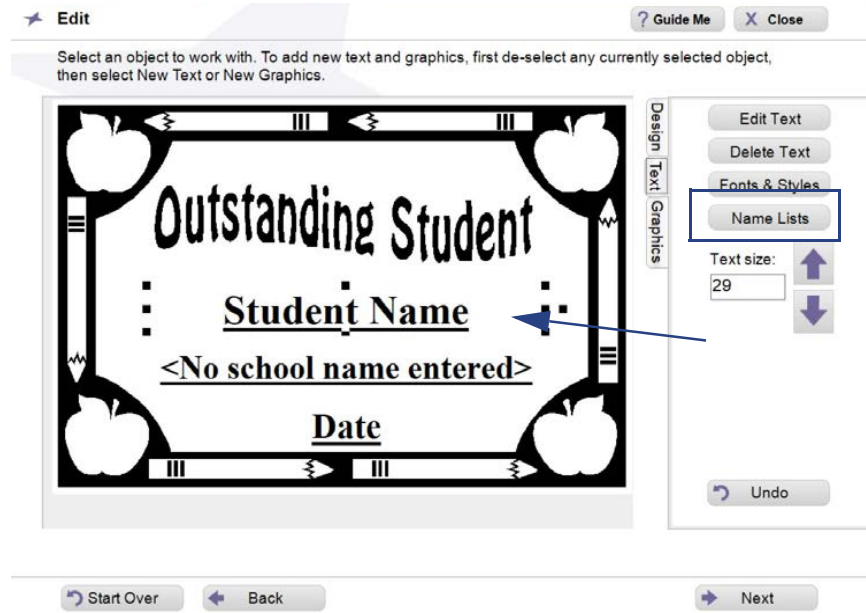 Edit
? Guide Me
X Close
Select an object to work with. To add new text and graphics, first de-select any currently selected object,
then select New Text or New Graphics.
Outstanding Student
Student Name
<No school name entered>
Date
Design
Text
Graphics
Edit Text
Delete Text
Fonts & Styles
Name Lists
Text size:
29
Undo
Start Over
Back
Next